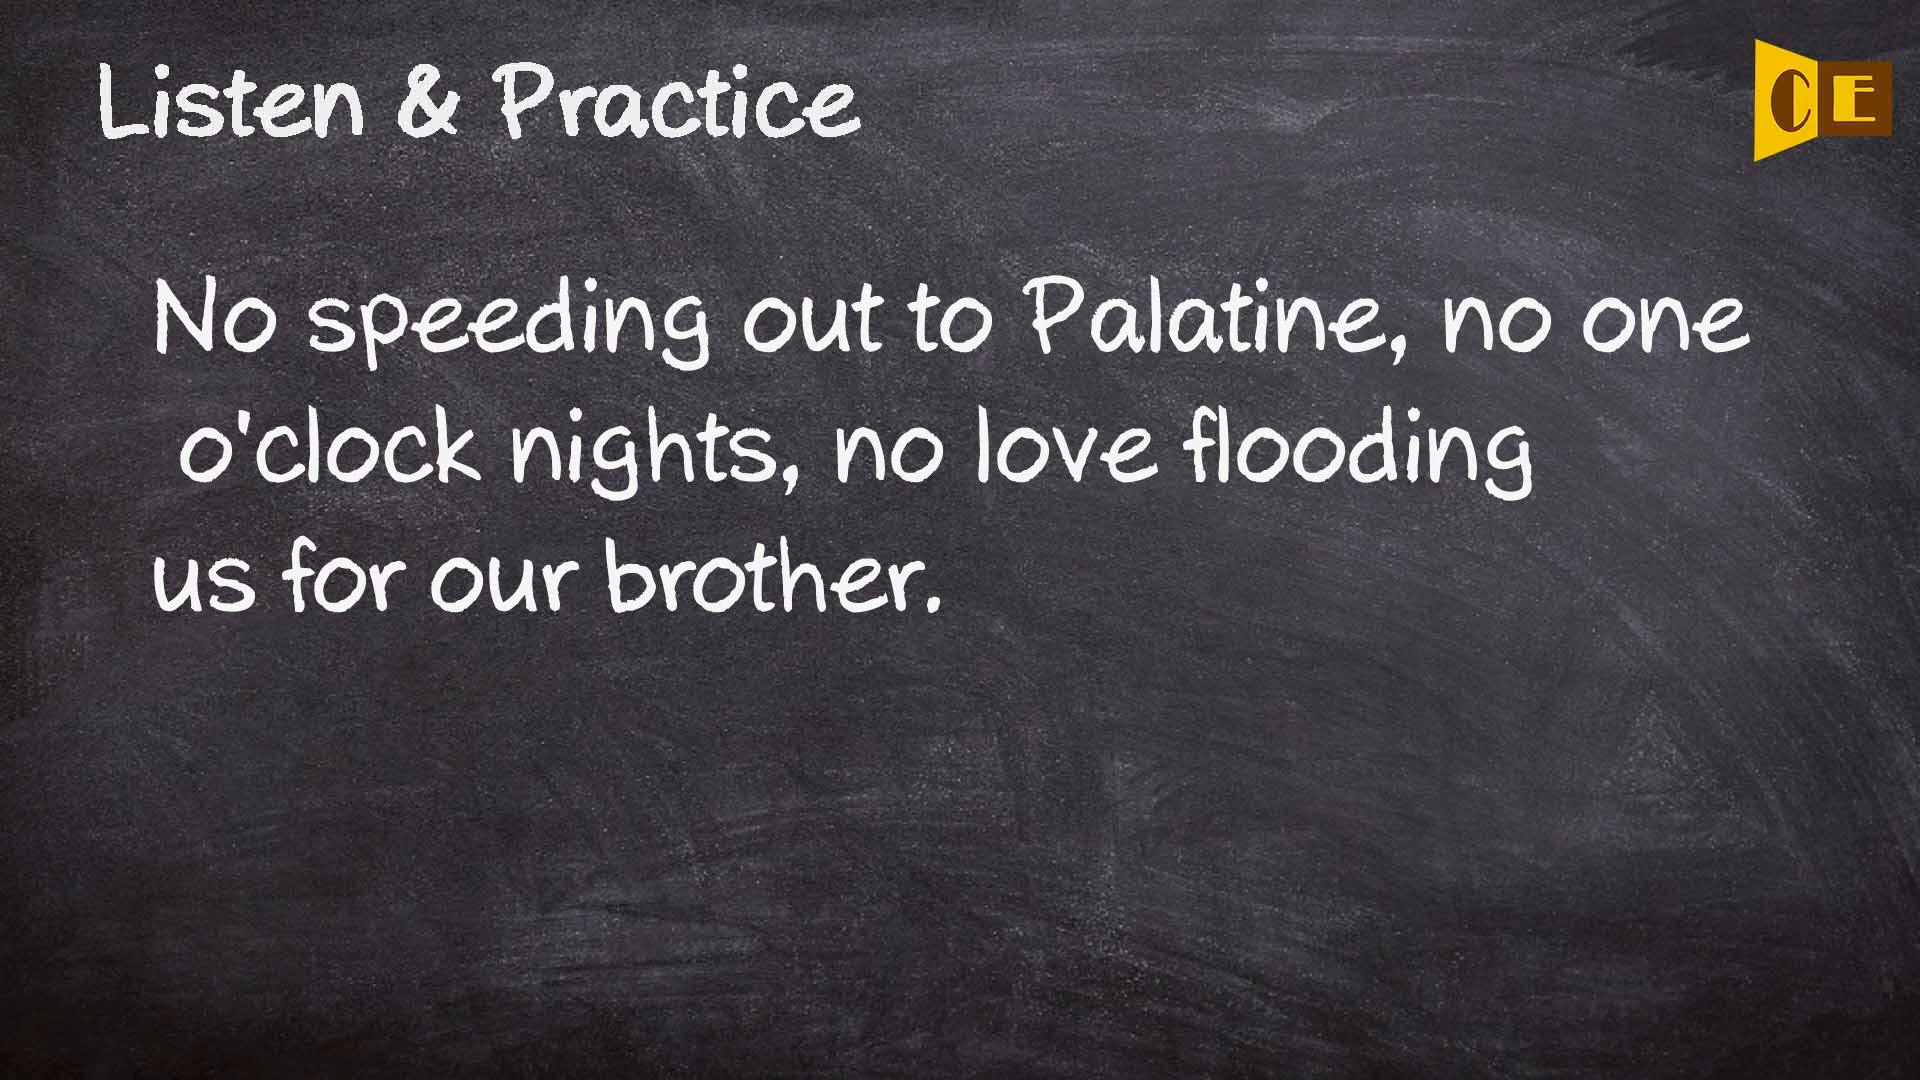 Listen & Practice
CE
No speeding out to Palatine, no one
o'clock nights, no love flooding
us for our brother.